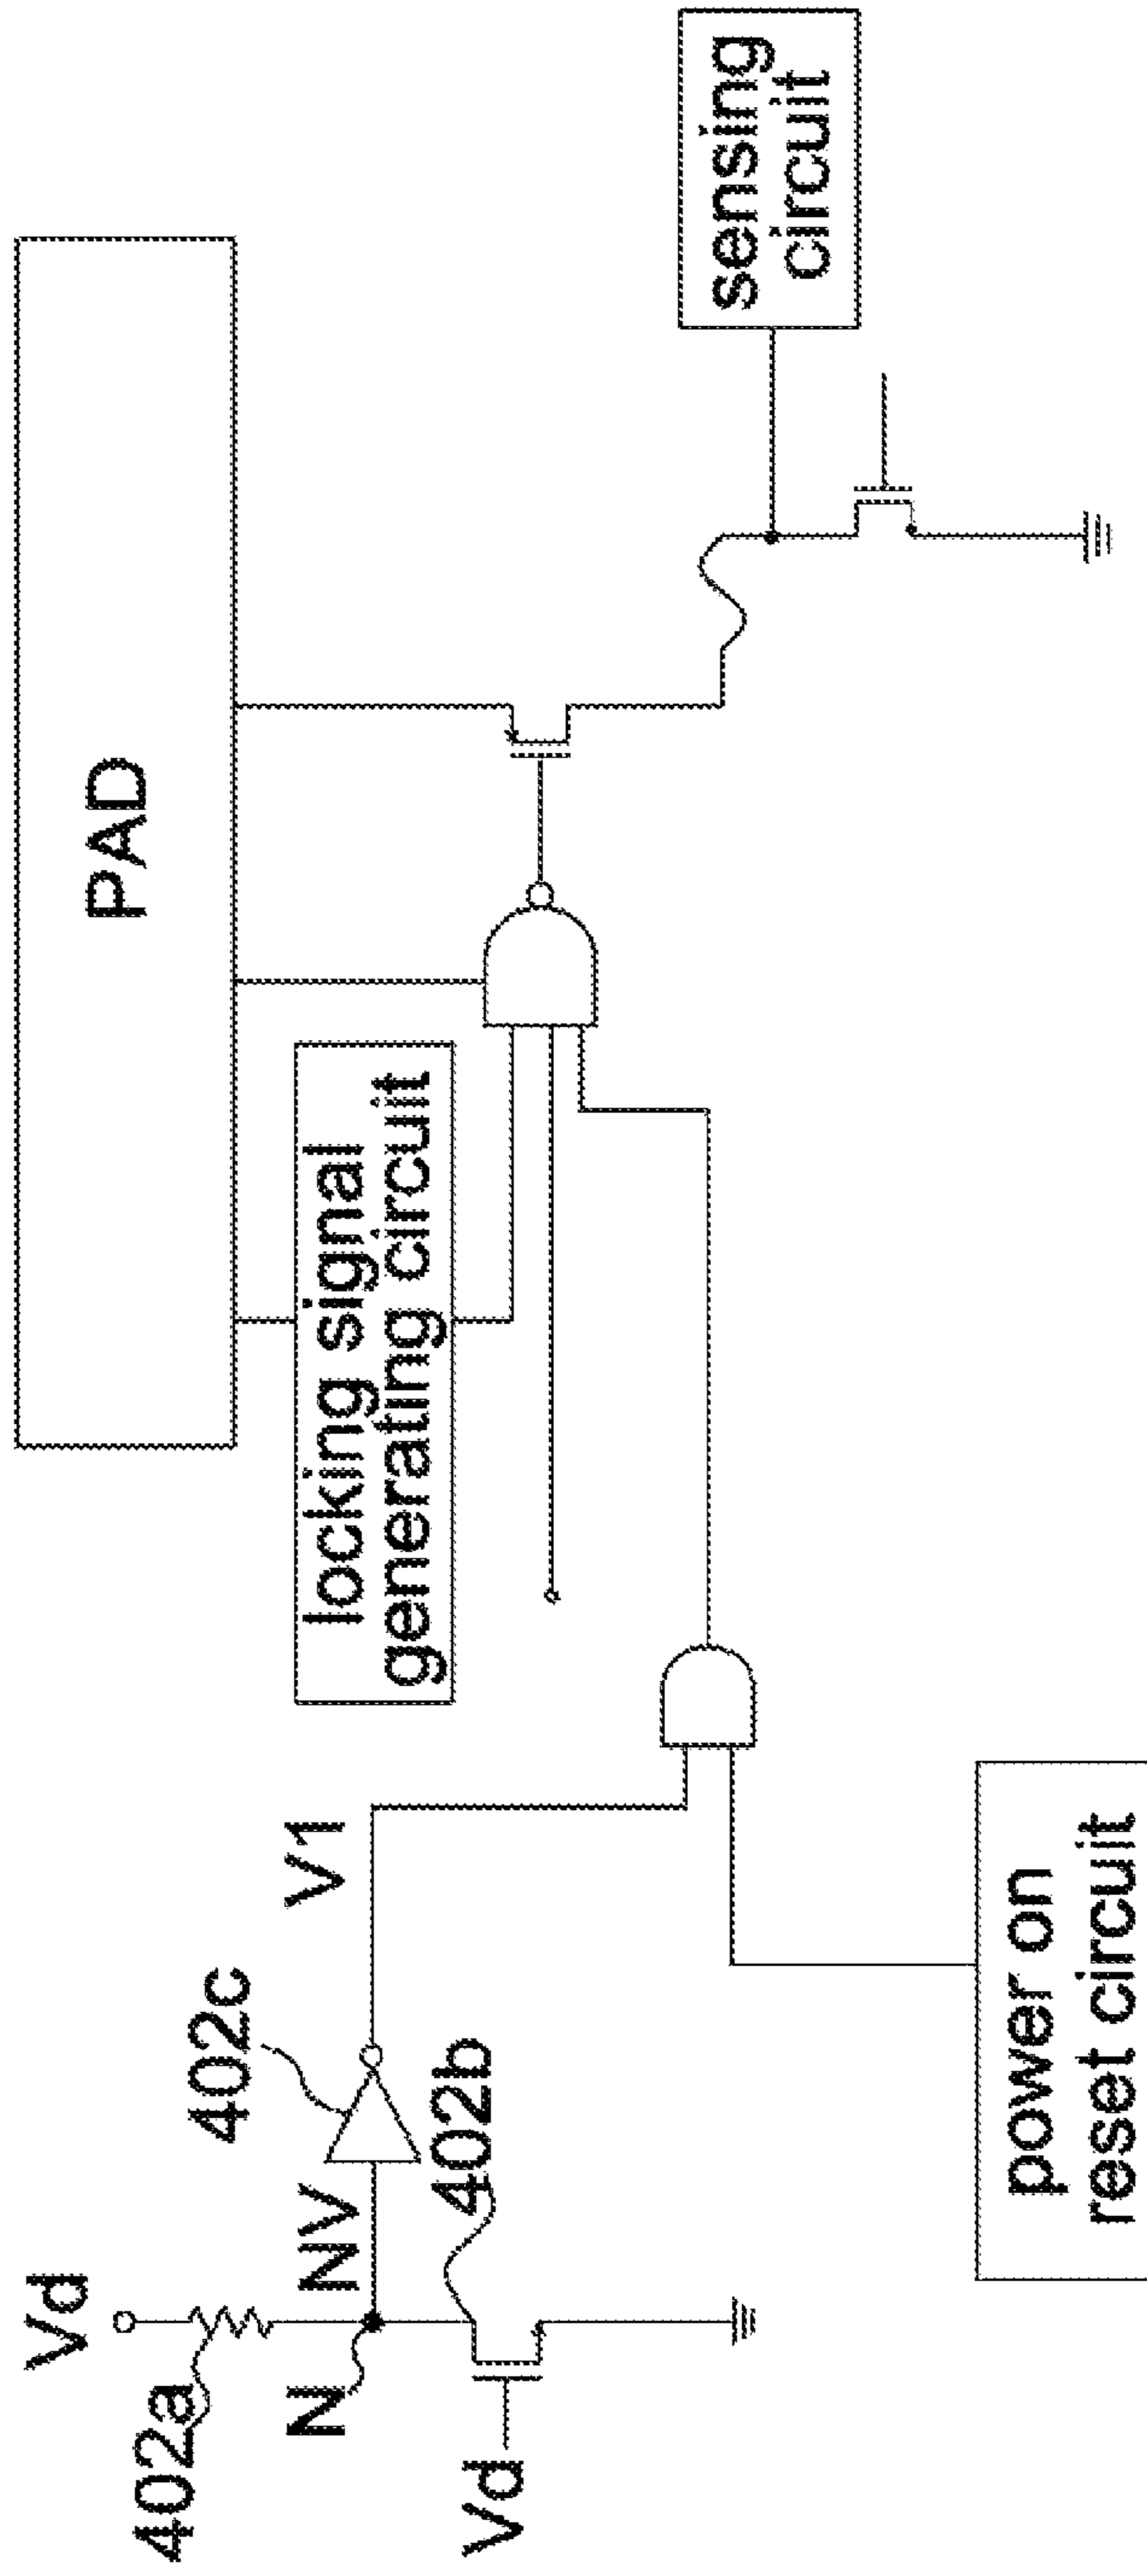 PAD
locking signal
generating circuit
sensing
circuit
Vd
402a
N
NV
402c
V1
402b
Vd
power on
reset circuit